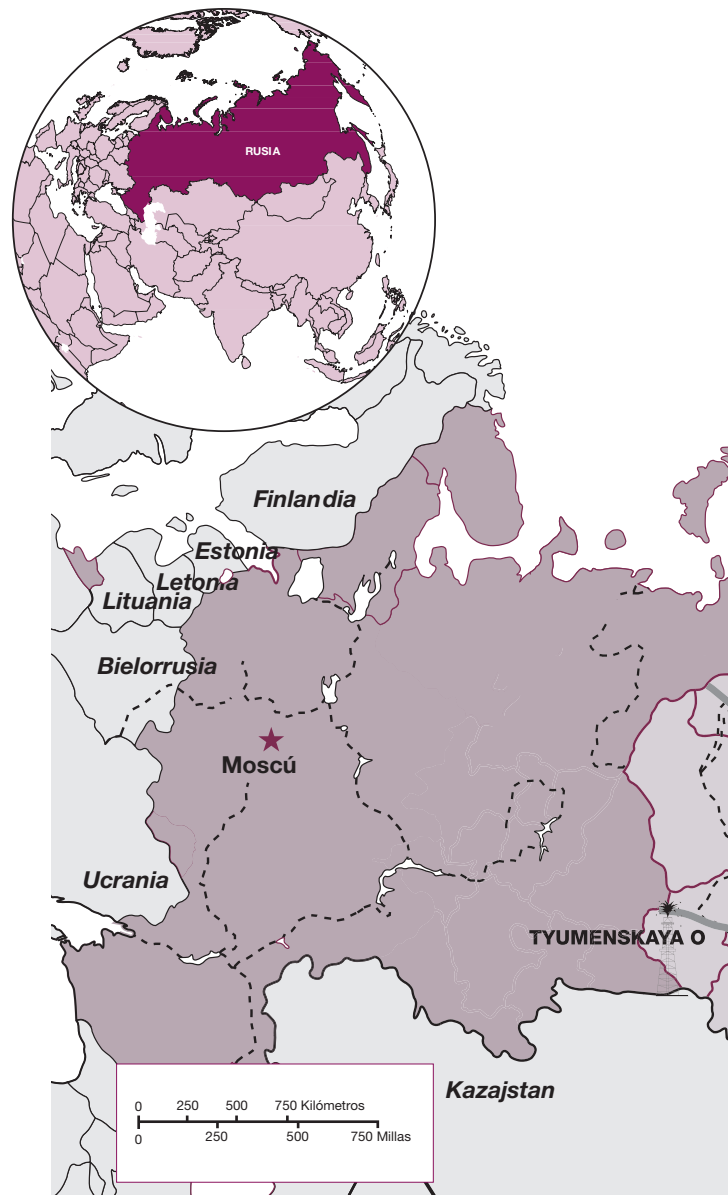 RUSIA
Finlandia
Estonia
Letonia
Lituania
Bielorrusia
Moscú
Ucrania
TYUMENSKAYA O
Kazajstan
0 250 500 750 Kilómetros
0 250 500 750 Millas